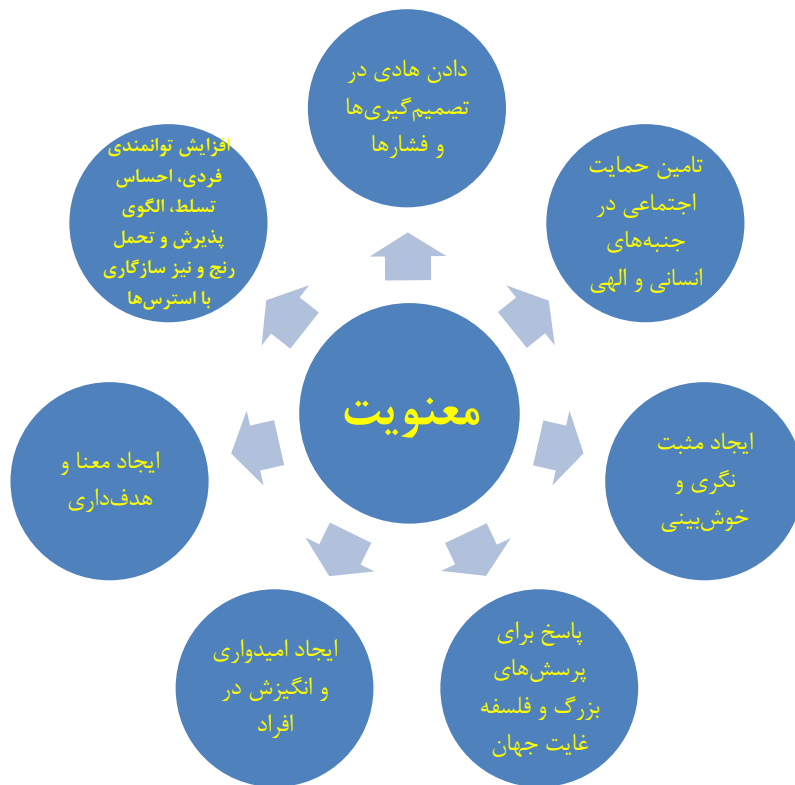 دادن هادی در
تصمیم‌گیری‌ها
و فشارها
تامین حمایت
اجتماعی در
جنبه‌های
انسانی و الهی
ایجاد مثبت
نگری و
خوش‌بینی
پاسخ برای
پرسش‌های
بزرگ و فلسفه
غایت جهان
ایجاد امیدواری
و انگیزش در
افراد
ایجاد معنا و
هدف‌داری
افزایش توانمندی
فردی، احساس
تسلط، الگوی
پذیرش و تحمل
رنج و نیز سازگاری
با استرس‌ها
معنویت